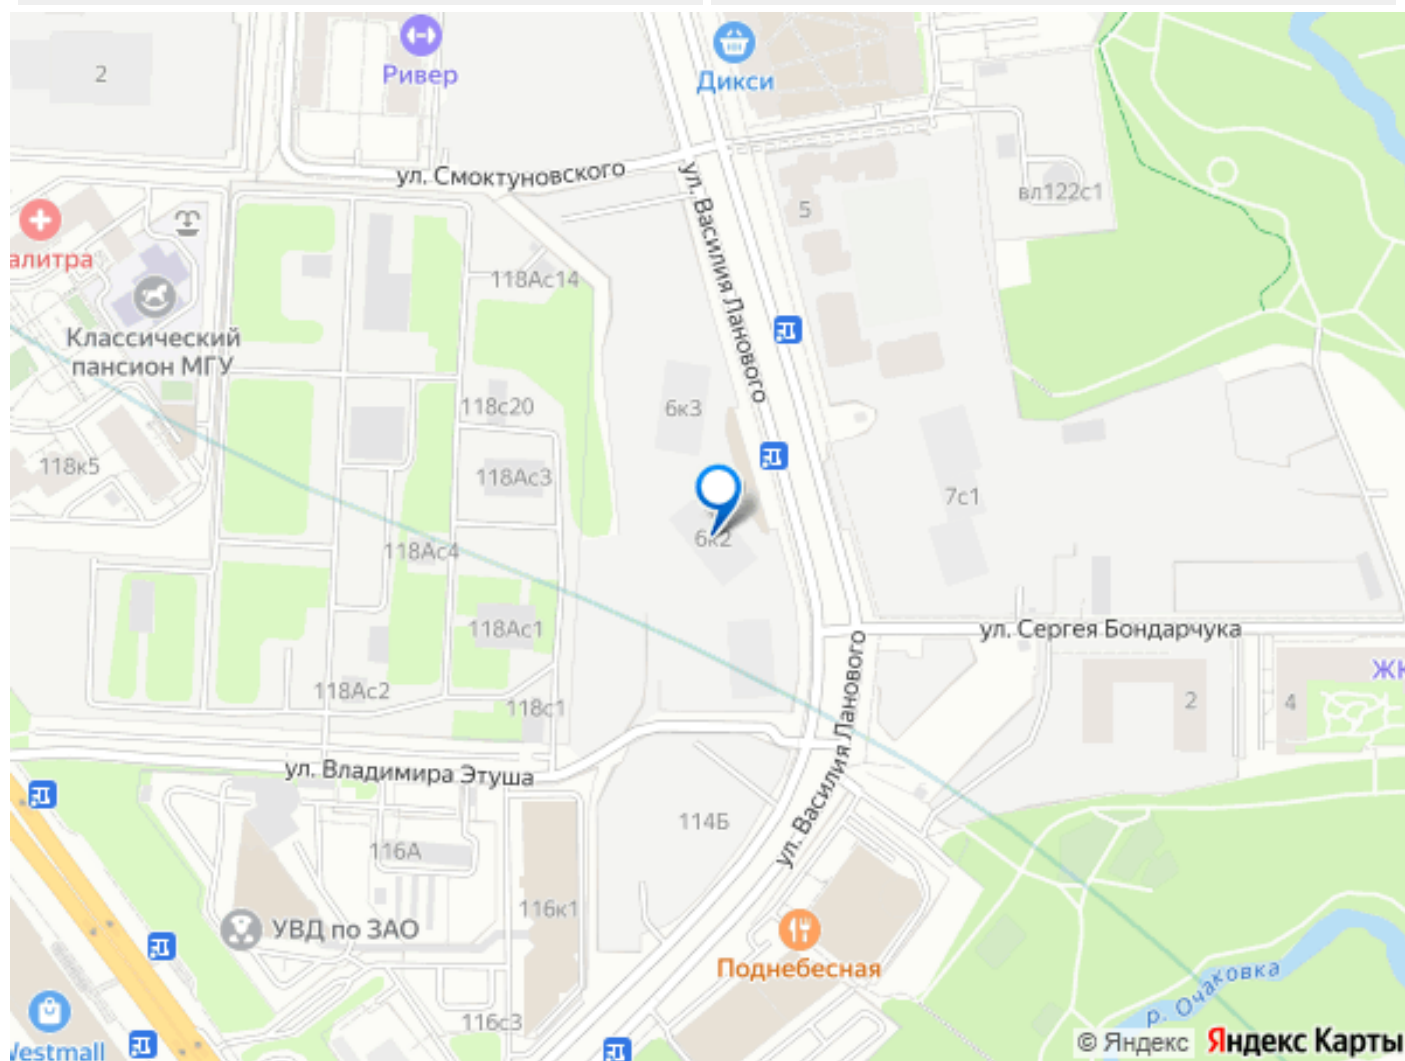 2
Ривер
Дикси
ул. Смоктуновского
ул. Василия Ланового
5
вл122с1
алитра
118Ас14
Классический
пансион МГУ
6к3
118с20
118к5
118Ас3
7с1
6к2
118Ас4
118Ас1
ул. Сергея Бондарчука
ул. Василия Ланового
ЖК
118Ас2
118с1
2
4
ул. Владимира Этуша
114Б
116А
116к1
УВД по ЗАО
Поднебесная
р. Очаковка
116с3
Westmall
© Яндекс Яндекс Карты